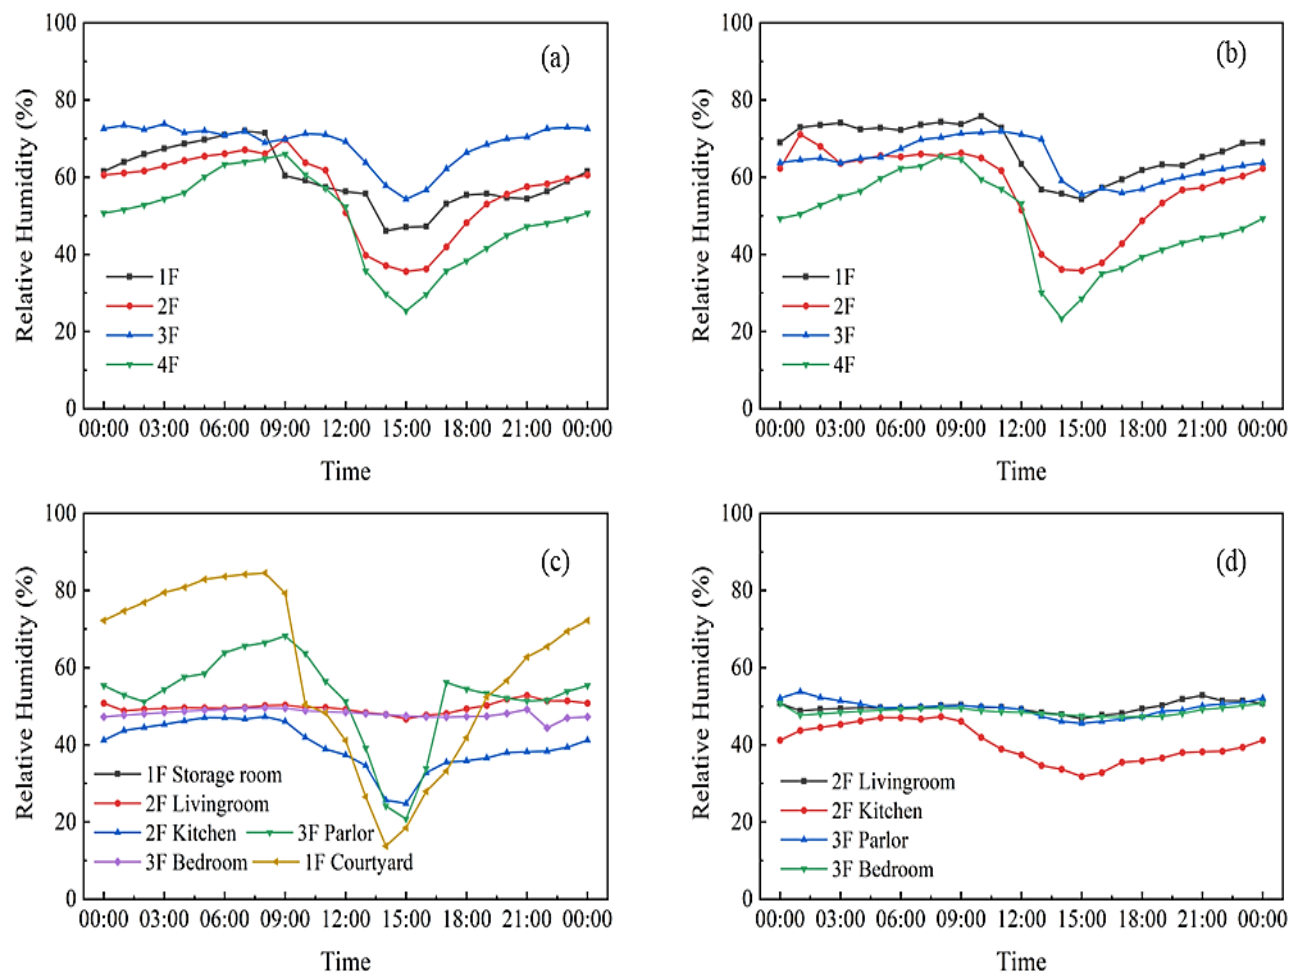 Relative Humidity (%)
100
80
60
40
20
0
(a)
1F
2F
3F
4F
00:00 03:00 06:00 09:00 12:00 15:00 18:00 21:00 00:00
Time
Relative Humidity (%)
100
80
60
40
20
0
(b)
1F
2F
3F
4F
00:00 03:00 06:00 09:00 12:00 15:00 18:00 21:00 00:00
Time
Relative Humidity (%)
100
80
60
40
20
0
(c)
1F Storage room
2F Livingroom
2F Kitchen 3F Parlor
3F Bedroom 1F Courtyard
00:00 03:00 06:00 09:00 12:00 15:00 18:00 21:00 00:00
Time
Relative Humidity (%)
100
80
60
40
20
0
(d)
2F Livingroom
2F Kitchen
3F Parlor
3F Bedroom
00:00 03:00 06:00 09:00 12:00 15:00 18:00 21:00 00:00
Time